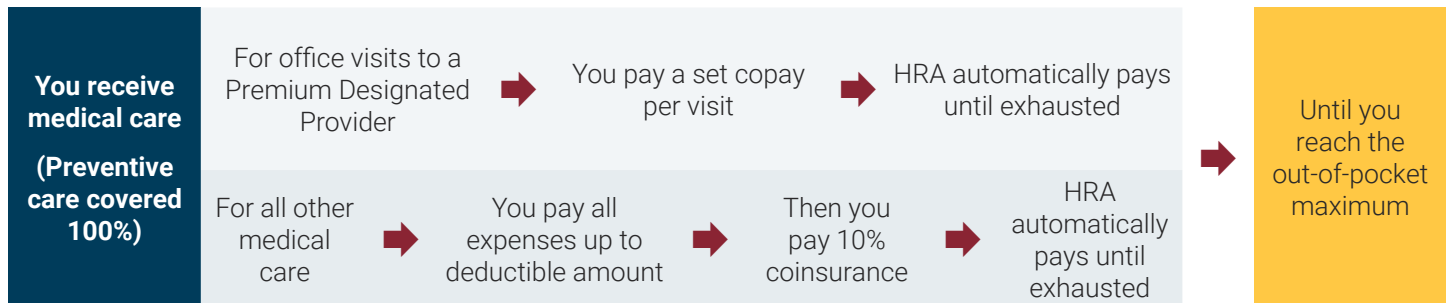 You receive
medical care
(Preventive
care covered
100%)
For office visits to a
Premium Designated
Provider
You pay a set copay
per visit
HRA automatically pays
until exhausted
For all other
medical
care
You pay all
expenses up to
deductible amount
Then you
pay 10%
coinsurance
HRA
automatically
pays until
exhausted
Until you
reach the
out-of-pocket
maximum